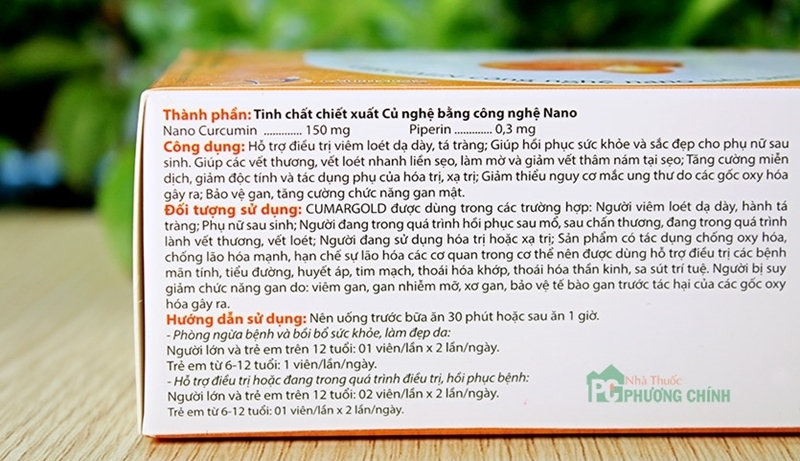 công nghệ nano
Thành phần: Tinh chất chiết xuất Củ nghệ bằng công nghệ Nano
Nano Curcumin ............. 150 mg Piperin ............. 0,3 mg
Công dụng: Hỗ trợ điều trị viêm loét dạ dày, tá tràng; Giúp hồi phục sức khỏe và sắc đẹp cho phụ nữ sau
sinh. Giúp các vết thương, vết loét nhanh liền sẹo, làm mờ và giảm vết thâm nám tại sẹo; Tăng cường miễn
dịch, giảm độc tính và tác dụng phụ của hóa trị, xạ trị; Giảm thiểu nguy cơ mắc ung thư do các gốc oxy hóa
gây ra; Bảo vệ gan, tăng cường chức năng gan mật.
Đối tượng sử dụng: CUMARGOLD được dùng trong các trường hợp: Người viêm loét dạ dày, hành tá
tràng; Phụ nữ sau sinh; Người đang trong quá trình hồi phục sau mổ, sau chấn thương, đang trong quá trình
lành vết thương, vết loét; Người đang sử dụng hóa trị hoặc xạ trị; Sản phẩm có tác dụng chống oxy hóa,
chống lão hóa mạnh, hạn chế sự lão hóa các cơ quan trong cơ thể nên được dùng hỗ trợ điều trị các bệnh
mãn tính, tiểu đường, huyết áp, tim mạch, thoái hóa khớp, thoái hóa thần kinh, sa sút trí tuệ. Người bị suy
giảm chức năng gan do: viêm gan, gan nhiễm mỡ, xơ gan, bảo vệ tế bào gan trước tác hại của các gốc oxy
hóa gây ra.
Hướng dẫn sử dụng: Nên uống trước bữa ăn 30 phút hoặc sau ăn 1 giờ.
- Phòng ngừa bệnh và bồi bổ sức khỏe, làm đẹp da:
Người lớn và trẻ em trên 12 tuổi: 01 viên/lần x 2 lần/ngày.
Trẻ em từ 6-12 tuổi: 1 viên/lần/ngày.
- Hỗ trợ điều trị hoặc đang trong quá trình điều trị, hồi phục bệnh:
Người lớn và trẻ em trên 12 tuổi: 02 viên/lần x 2 lần/ngày.
Trẻ em từ 6-12 tuổi: 01 viên/lần x 2 lần/ngày.
PC Nhà Thuốc
PHƯƠNG CHÍNH